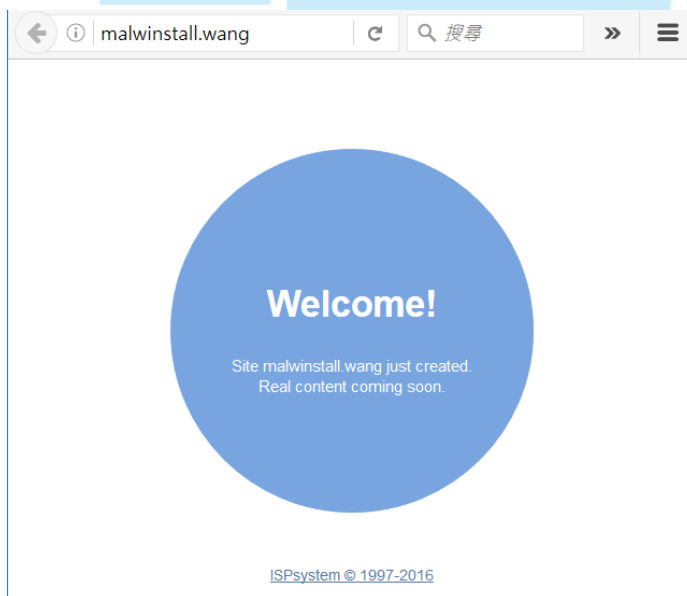 malwinstall.wang
搜尋
Welcome!
Site malwinstall.wang just created.
Real content coming soon.
ISPsystem © 1997-2016